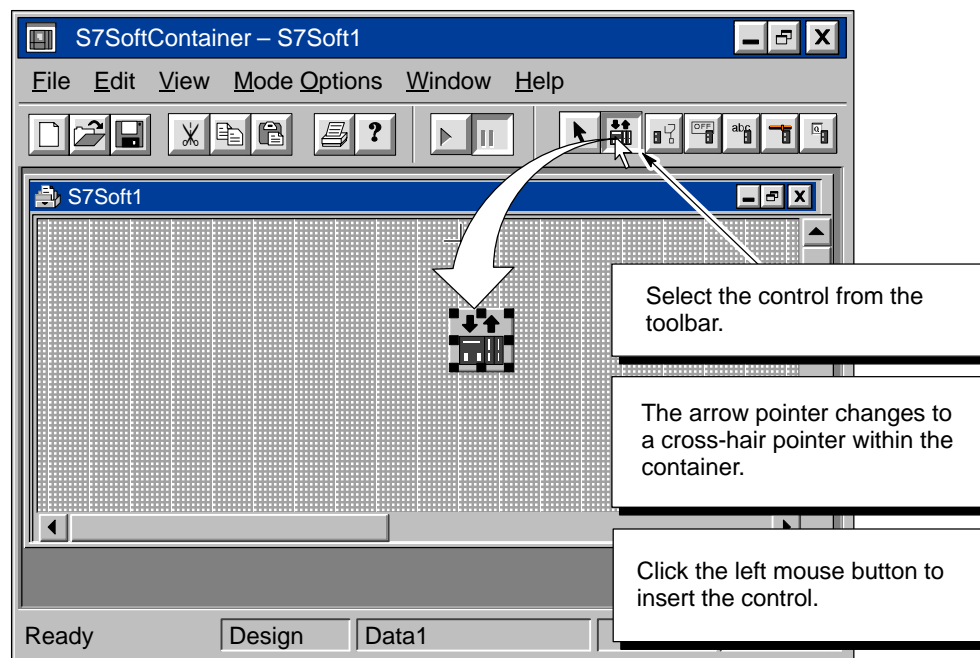 S7SoftContainer – S7Soft1
File Edit View Mode Options Window Help
?
OFF
abc
a
S7Soft1
Select the control from the
toolbar.
The arrow pointer changes to
a cross-hair pointer within the
container.
Click the left mouse button to
insert the control.
Ready Design Data1